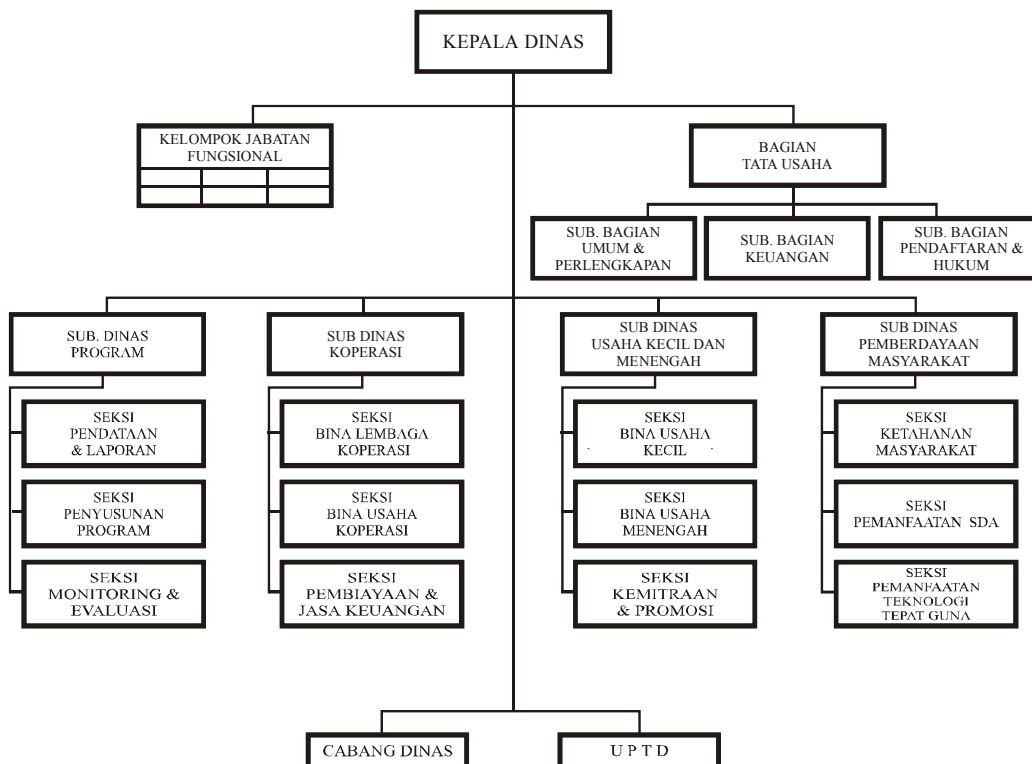 KEPALA DINAS
KELOMPOK JABATAN
FUNGSIONAL
BAGIAN
TATA USAHA
SUB. BAGIAN
UMUM &
PERLENGKAPAN
SUB. BAGIAN
KEUANGAN
SUB. BAGIAN
PENDAFTARAN &
HUKUM
SUB. DINAS
PROGRAM
SUB DINAS
KOPERASI
SUB DINAS
USAHA KECIL DAN
MENENGAH
SUB DINAS
PEMBERDAYAAN
MASYARAKAT
SEKSI
PENDATAAN
& LAPORAN
SEKSI
BINA LEMBAGA
KOPERASI
SEKSI
BINA USAHA
KECIL
SEKSI
KETAHANAN
MASYARAKAT
SEKSI
PENYUSUNAN
PROGRAM
SEKSI
BINA USAHA
KOPERASI
SEKSI
BINA USAHA
MENENGAH
SEKSI
PEMANFAATAN SDA
SEKSI
MONITORING &
EVALUASI
SEKSI
PEMBIAYAAN &
JASA KEUANGAN
SEKSI
KEMITRAAN
& PROMOSI
SEKSI
PEMANFAATAN
TEKNOLOGI
TEPAT GUNA
CABANG DINAS
U P T D